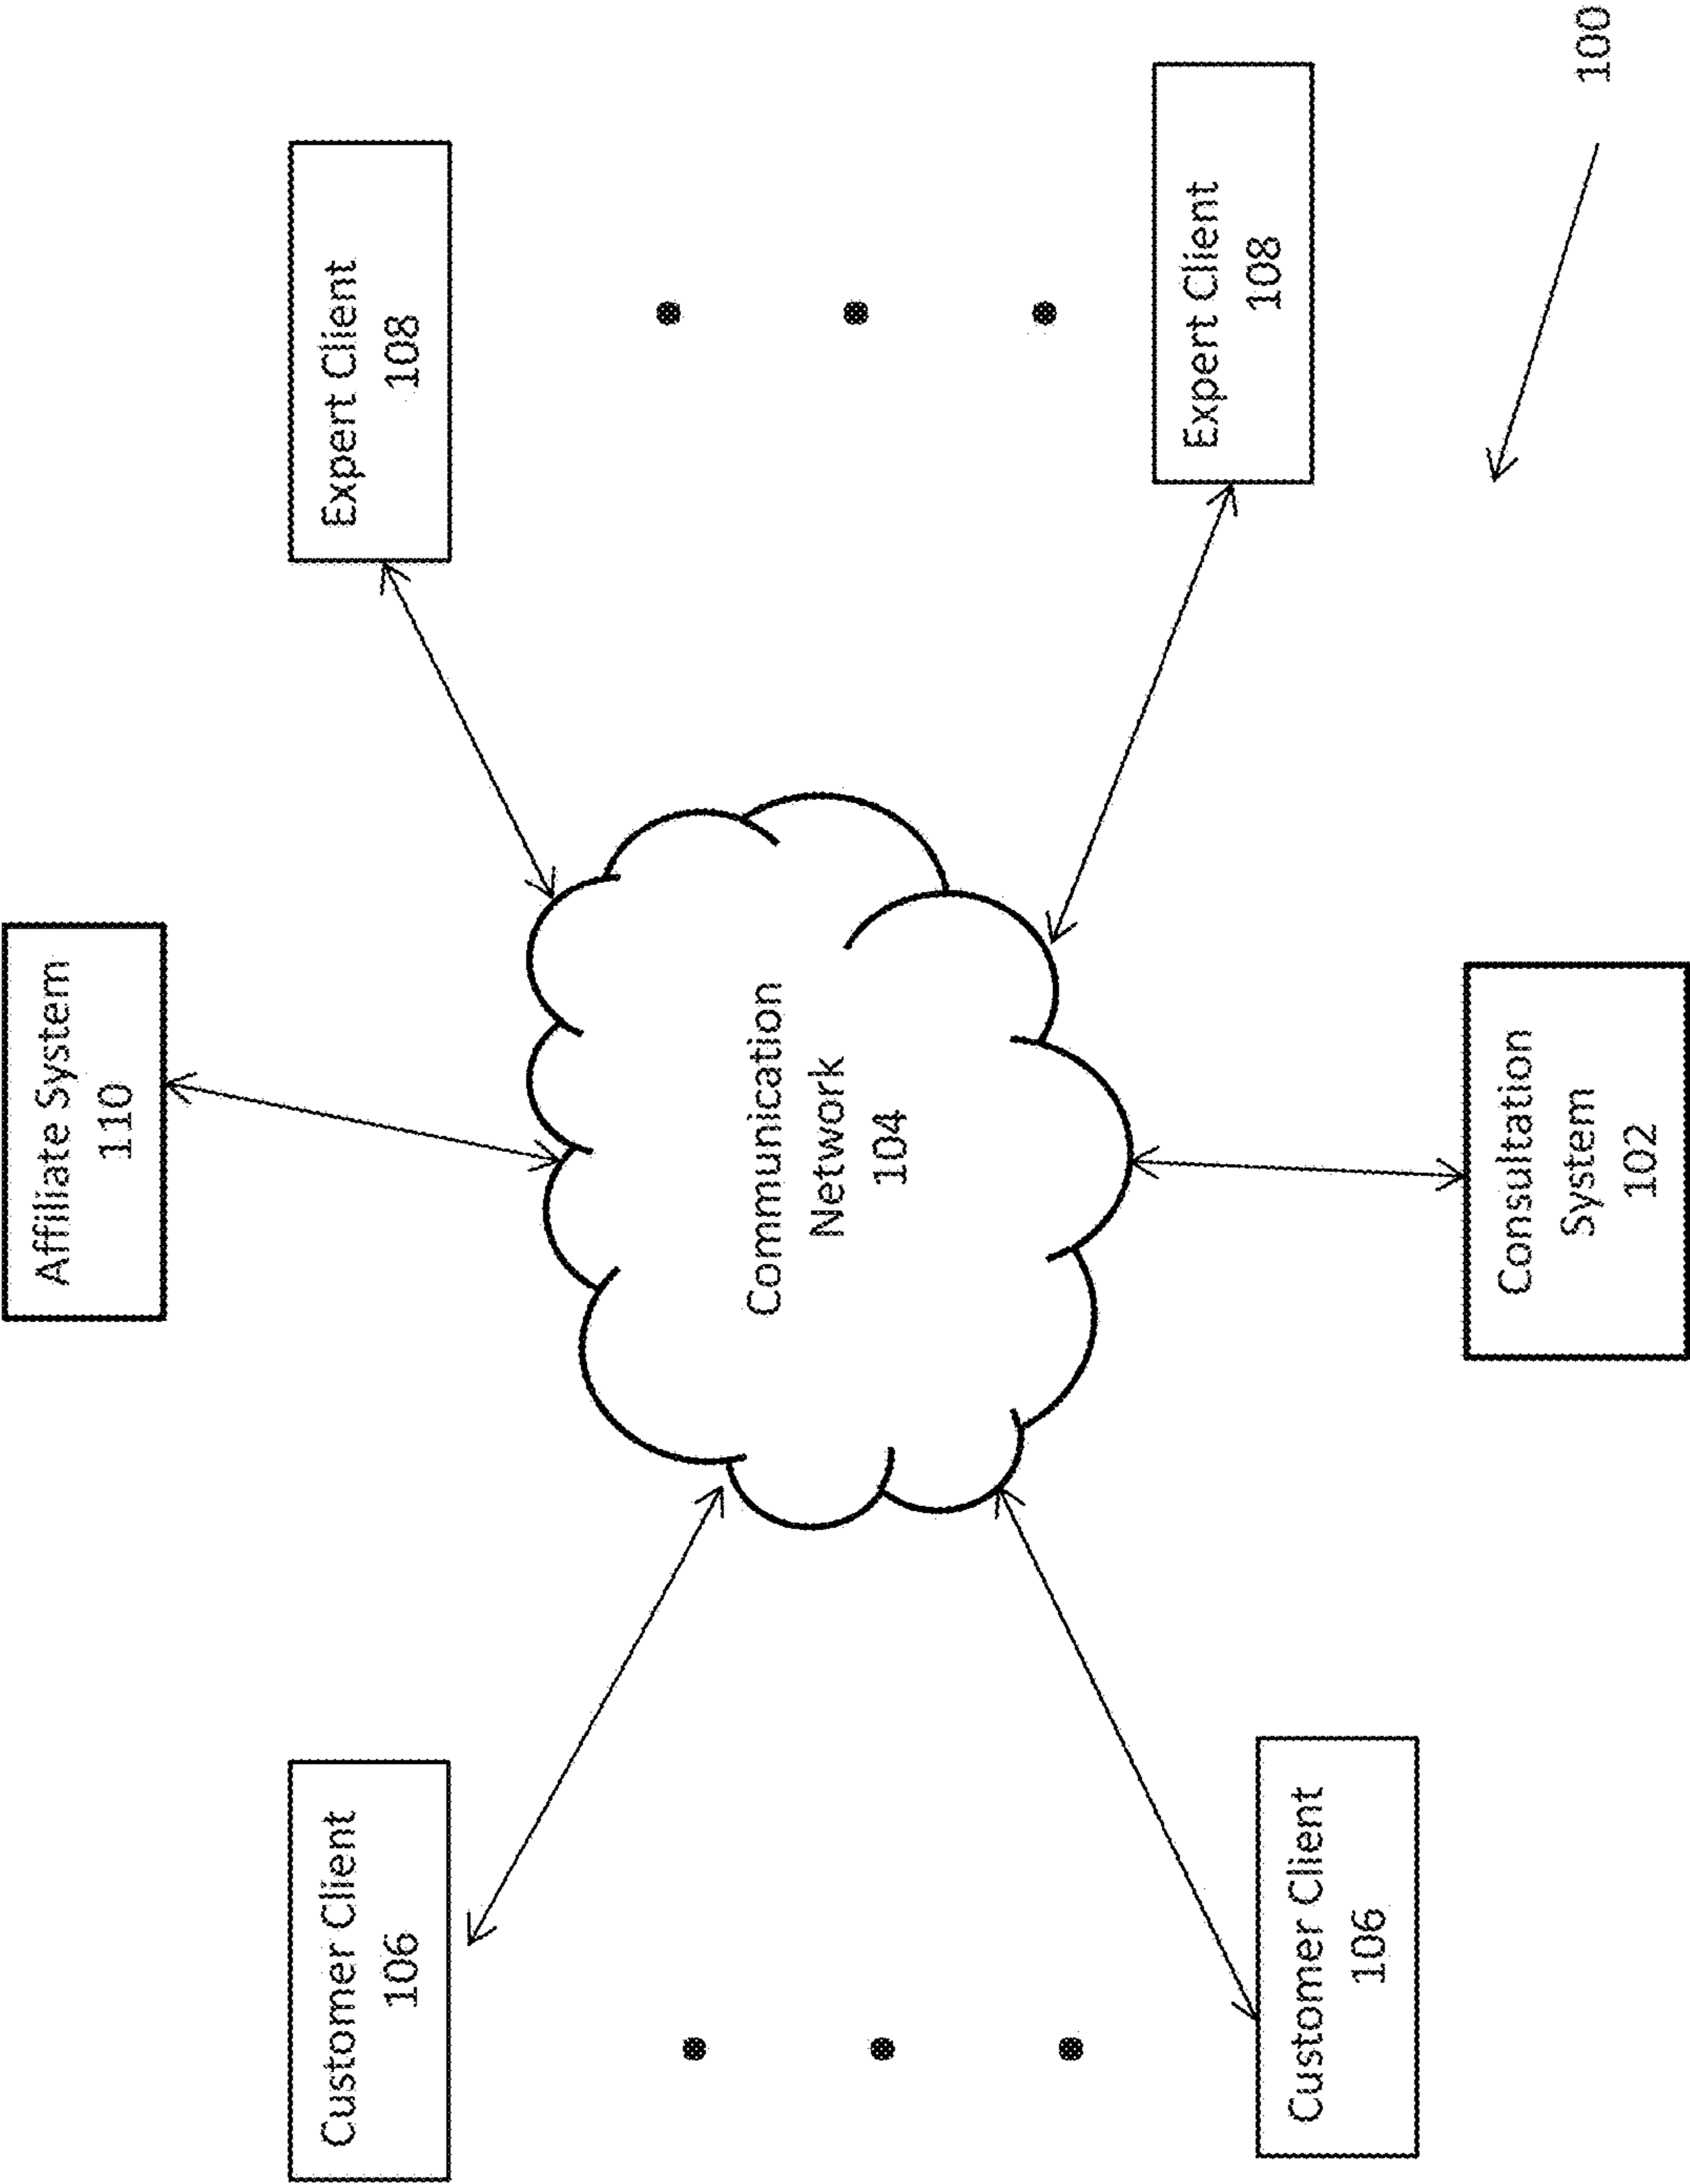 Affiliate System
110
Customer Client
106
Expert Client
108
Communication
Network
104
Customer Client
106
Expert Client
108
Consultation
System
102
100